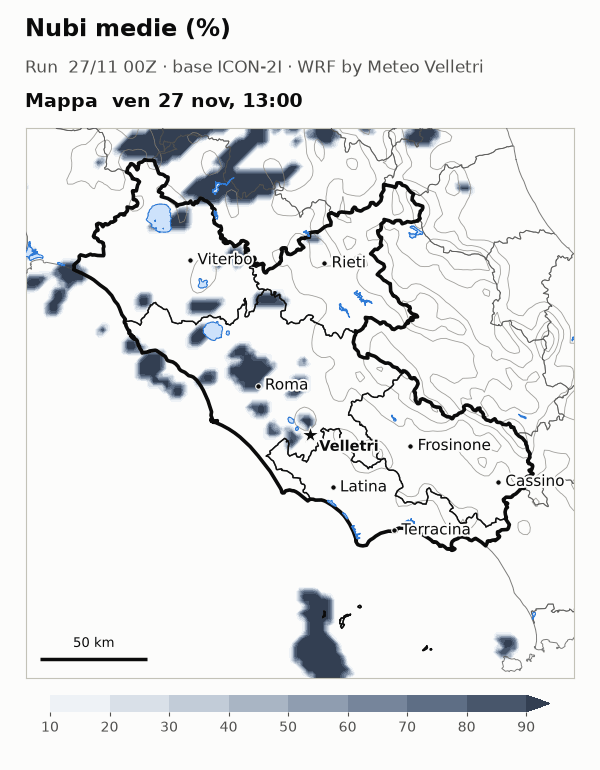 Nubi medie (%)
Run  27/11 00Z · base ICON-2I · WRF by Meteo Velletri
Mappa  ven 27 nov, 13:00
Viterbo
Rieti
Roma
Velletri
Frosinone
Latina
Cassino
Terracina
50 km
10 20 30 40 50 60 70 80 90